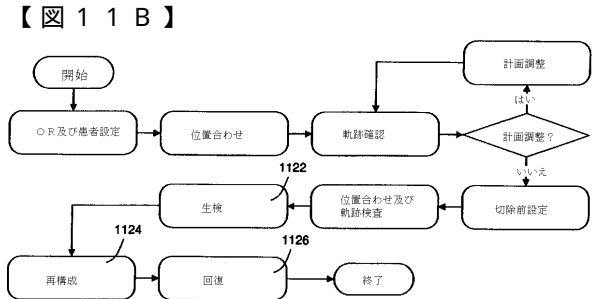 【図１１Ｂ】
開始
計画調整
はい
ＯＲ及び患者設定
位置合わせ
軌跡確認
計画調整？
いいえ
1122
生検
位置合わせ及び
軌跡検査
切除前設定
1124
1126
再構成
回復
終了